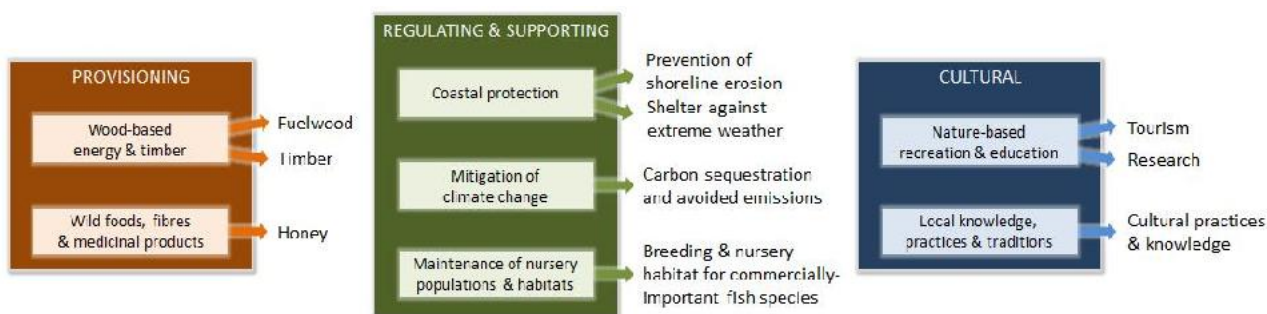 PROVISIONING
Wood-based
energy & timber
Fuelwood
Timber
Wild foods, fibres
& medicinal products
Honey
REGULATING & SUPPORTING
Coastal protection
Prevention of
shoreline erosion
Shelter against
extreme weather
Mitigation of
climate change
Carbon sequestration
and avoided emissions
Maintenance of nursery
populations & habitats
Breeding & nursery
habitat for commercially-
Important fish species
CULTURAL
Nature-based
recreation & education
Tourism
Research
Local knowledge,
practices & traditions
Cultural practices
& knowledge